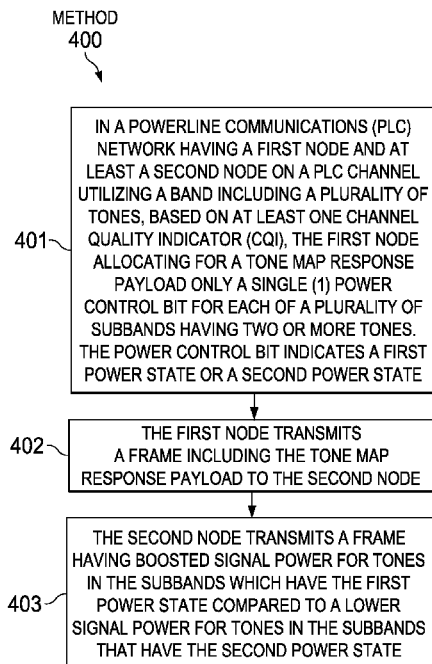 METHOD
400
IN A POWERLINE COMMUNICATIONS (PLC)
NETWORK HAVING A FIRST NODE AND AT
LEAST A SECOND NODE ON A PLC CHANNEL
UTILIZING A BAND INCLUDING A PLURALITY OF
TONES, BASED ON AT LEAST ONE CHANNEL
QUALITY INDICATOR (CQI), THE FIRST NODE
ALLOCATING FOR A TONE MAP RESPONSE
PAYLOAD ONLY A SINGLE (1) POWER
CONTROL BIT FOR EACH OF A PLURALITY OF
SUBBANDS HAVING TWO OR MORE TONES.
THE POWER CONTROL BIT INDICATES A FIRST
POWER STATE OR A SECOND POWER STATE
401
THE FIRST NODE TRANSMITS
A FRAME INCLUDING THE TONE MAP
RESPONSE PAYLOAD TO THE SECOND NODE
402
THE SECOND NODE TRANSMITS A FRAME
HAVING BOOSTED SIGNAL POWER FOR TONES
IN THE SUBBANDS WHICH HAVE THE FIRST
POWER STATE COMPARED TO A LOWER
SIGNAL POWER FOR TONES IN THE SUBBANDS
THAT HAVE THE SECOND POWER STATE
403